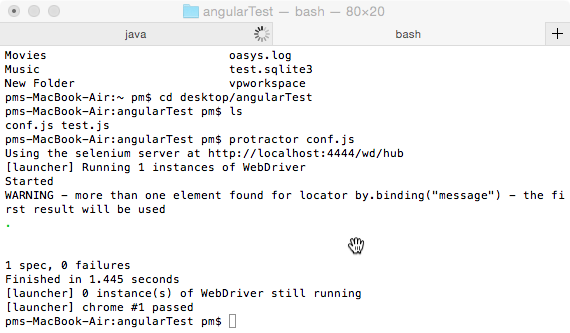 angularTest — bash — 80×20
java bash +
Movies oasys.log
Music test.sqlite3
New Folder vpworkspace
pms-MacBook-Air:~ pm$ cd desktop/angularTest
pms-MacBook-Air:angularTest pm$ ls
conf.js test.js
pms-MacBook-Air:angularTest pm$ protractor conf.js
Using the selenium server at http://localhost:4444/wd/hub
[launcher] Running 1 instances of WebDriver
Started
WARNING - more than one element found for locator by.binding("message") - the fi
rst result will be used
.
1 spec, 0 failures
Finished in 1.445 seconds
[launcher] 0 instance(s) of WebDriver still running
[launcher] chrome #1 passed
pms-MacBook-Air:angularTest pm$